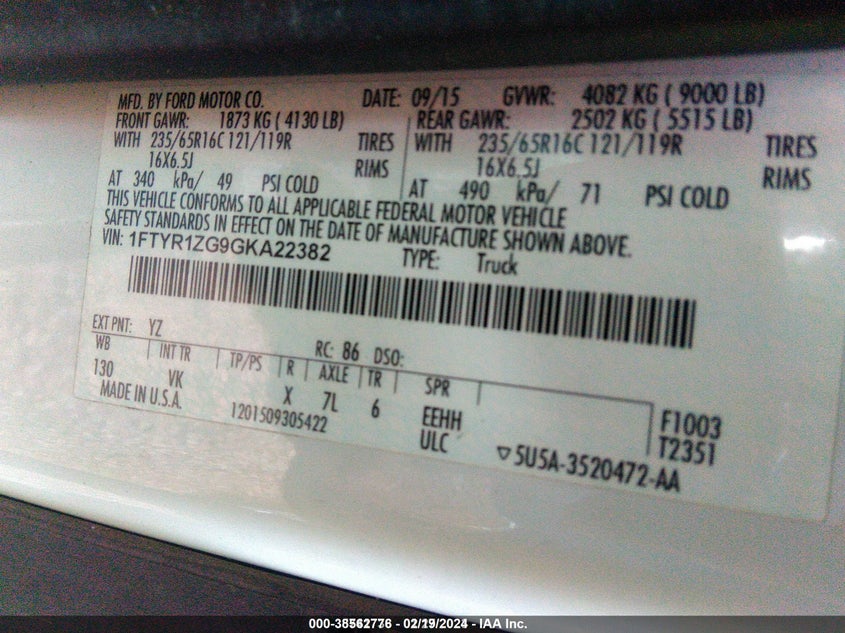 MFD. BY FORD MOTOR CO. DATE: 09/15 GVWR: 4082 KG ( 9000 LB)
FRONT GAWR: 1873 KG ( 4130 LB) REAR GAWR: 2502 KG ( 5515 LB)
WITH 235/65R16C 121/119R TIRES WITH 235/65R16C 121/119R TIRES
16X6.5J RIMS 16X6.5J RIMS
AT 340 kPa/ 49 PSI COLD AT 490 kPa/ 71 PSI COLD
THIS VEHICLE CONFORMS TO ALL APPLICABLE FEDERAL MOTOR VEHICLE
SAFETY STANDARDS IN EFFECT ON THE DATE OF MANUFACTURE SHOWN ABOVE.
VIN: 1FTYR1ZG9GKA22382 TYPE: Truck
EXT PNT: YZ RC: 86 DSO:
WB INT TR TP/PS R AXLE TR SPR
130 VK X 7L 6 EEHH F1003
MADE IN U.S.A. 1201509305422 ULC T2351
▽5U5A-3520472-AA
000-38562776 - 02/19/2024 - IAA Inc.